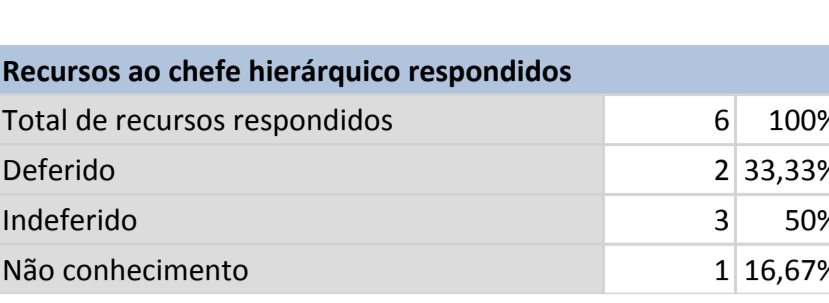 Recursos ao chefe hierárquico respondidos
Total de recursos respondidos 6 100%
Deferido 2 33,33%
Indeferido 3 50%
Não conhecimento 1 16,67%